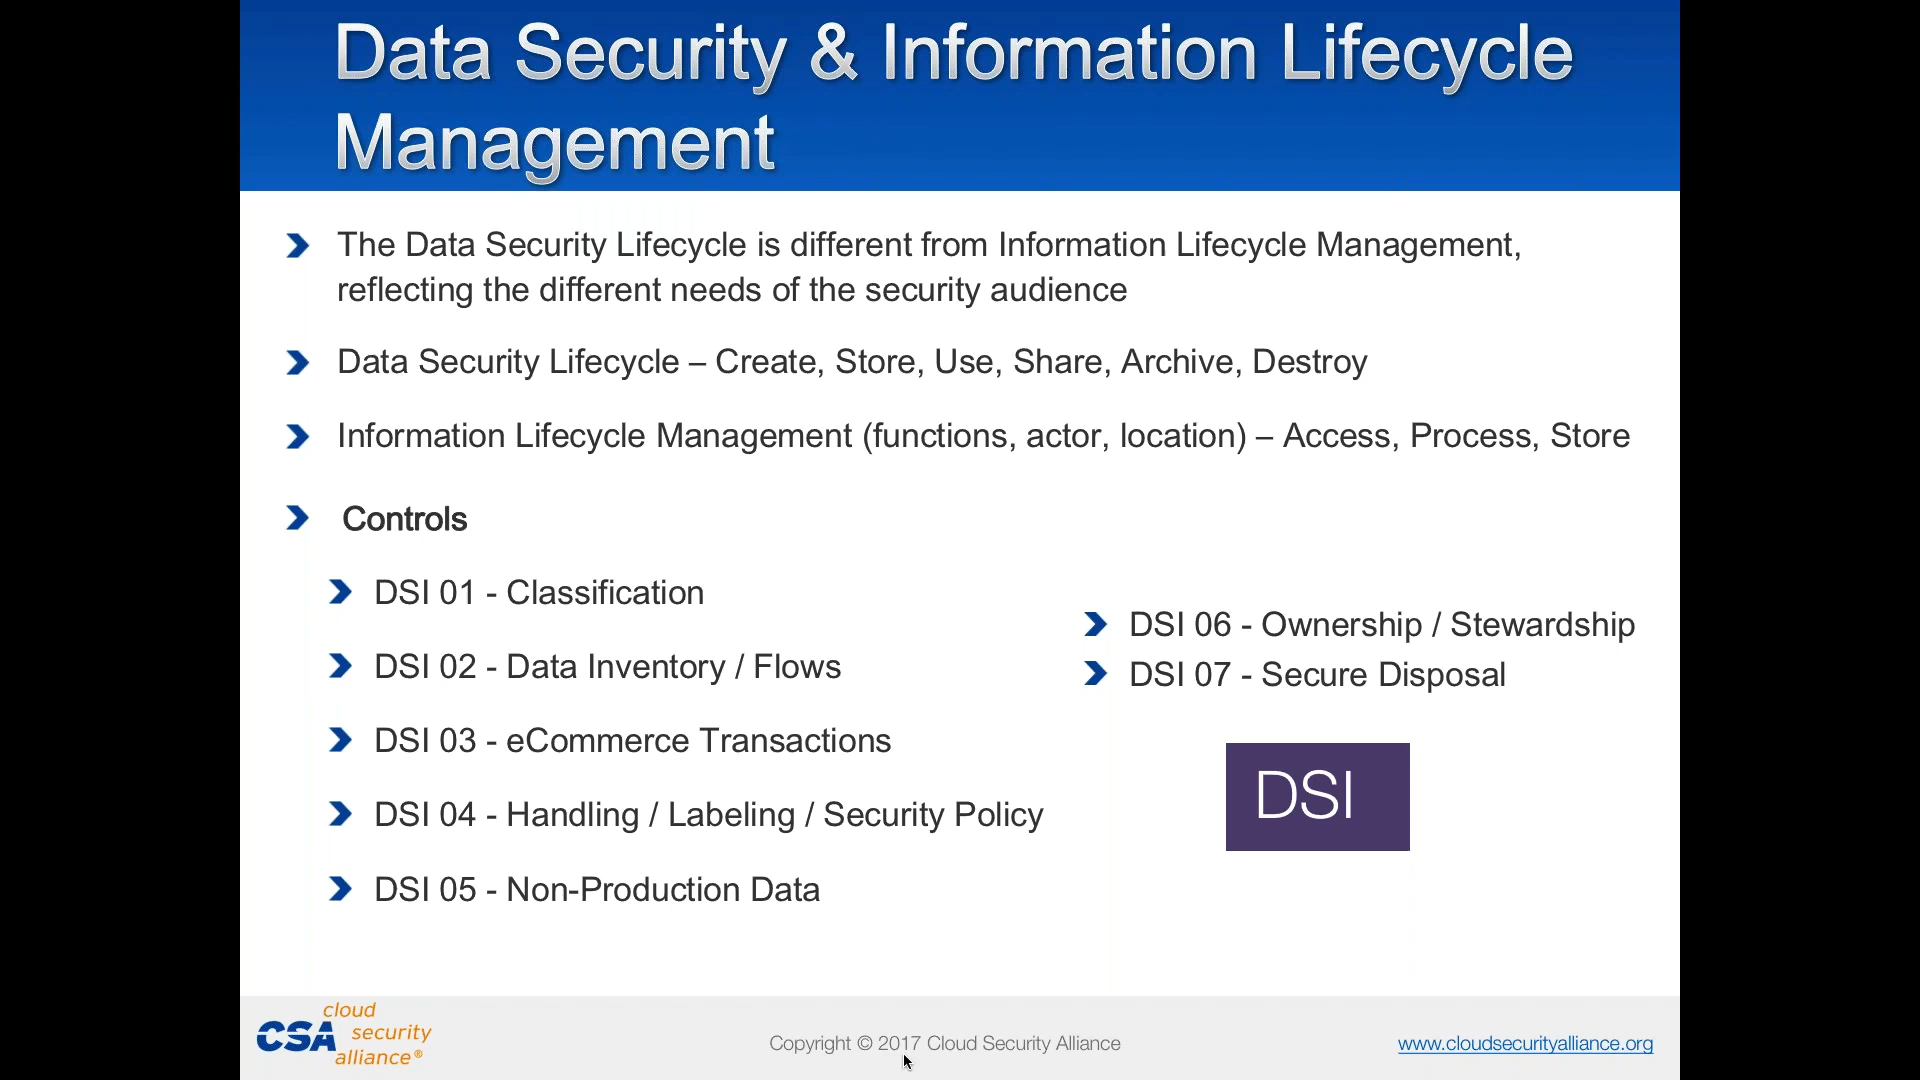 Data Security & Information Lifecycle
Management
The Data Security Lifecycle is different from Information Lifecycle Management,
reflecting the different needs of the security audience
Data Security Lifecycle – Create, Store, Use, Share, Archive, Destroy
Information Lifecycle Management (functions, actor, location) – Access, Process, Store
Controls
DSI 01 - Classification
DSI 02 - Data Inventory / Flows
DSI 03 - eCommerce Transactions
DSI 04 - Handling / Labeling / Security Policy
DSI 05 - Non-Production Data
DSI 06 - Ownership / Stewardship
DSI 07 - Secure Disposal
DSI
cloud
CSA security
alliance®
Copyright © 2017 Cloud Security Alliance
www.cloudsecurityalliance.org